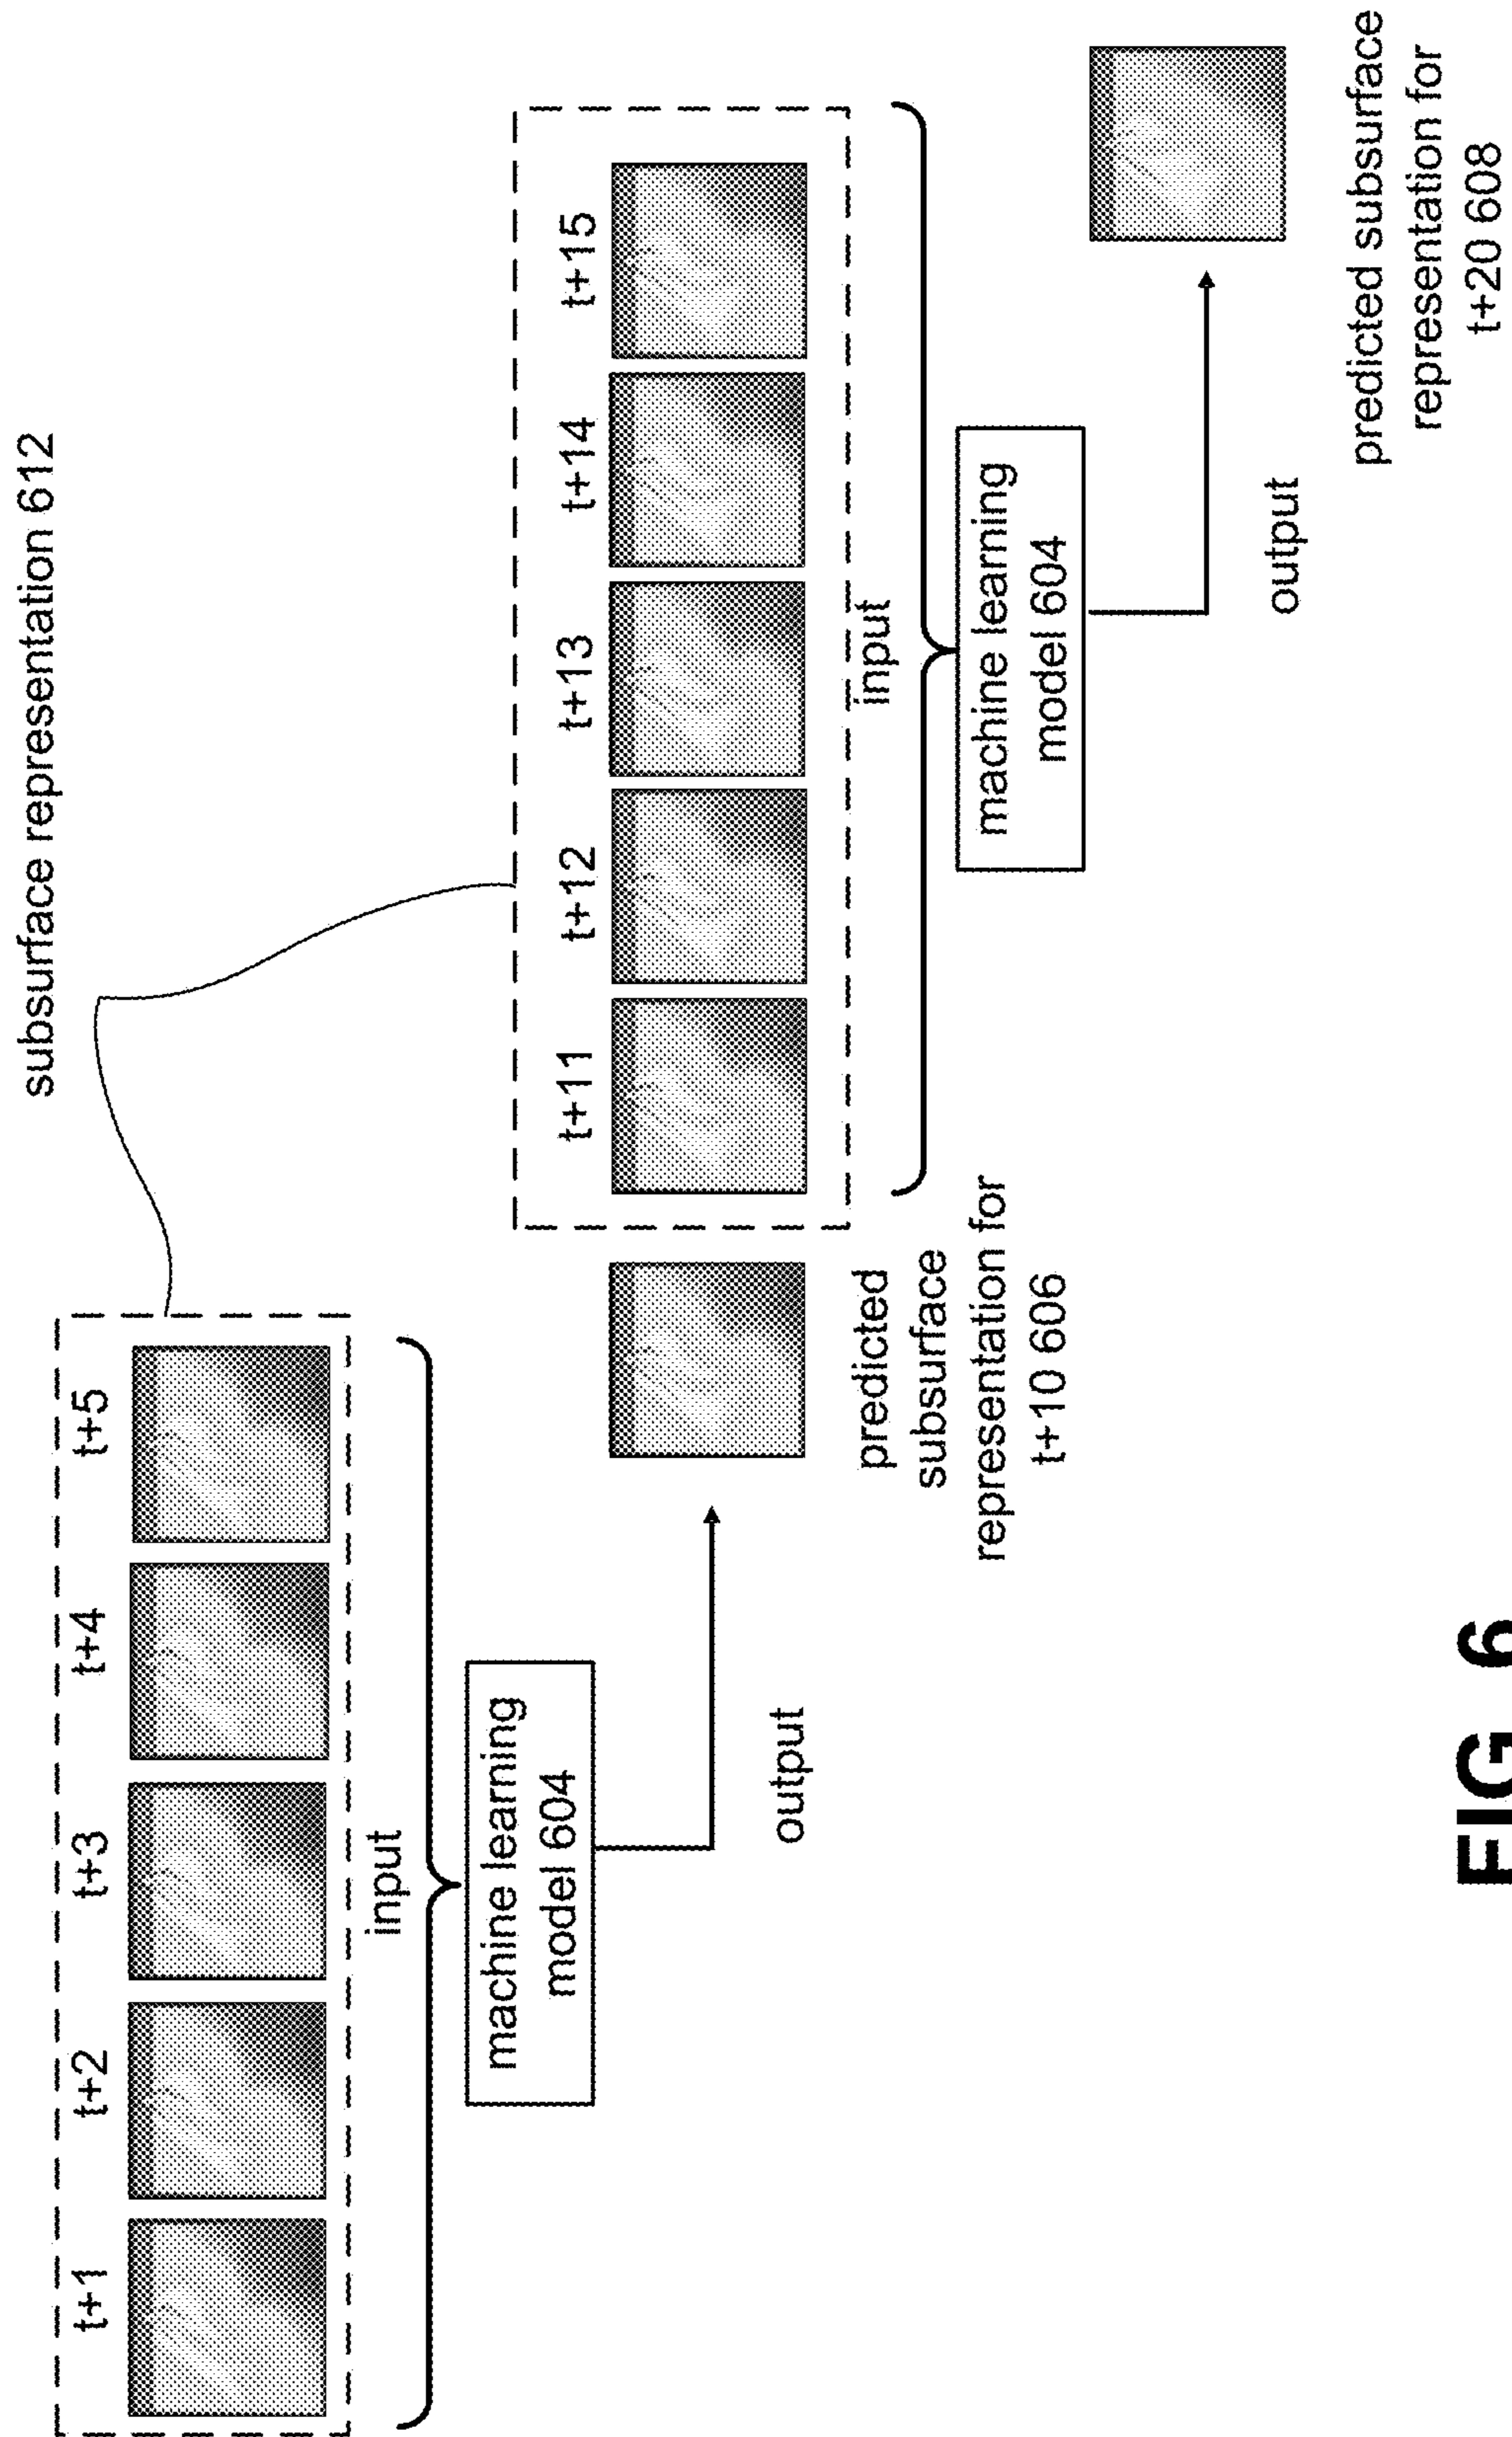 subsurface representation 612
t+1
t+2
t+3
t+4
t+5
input
machine learning
model 604
output
predicted
subsurface
representation for
t+10 606
t+11
t+12
t+13
t+14
t+15
input
machine learning
model 604
output
predicted subsurface
representation for
t+20 608
FIG. 6